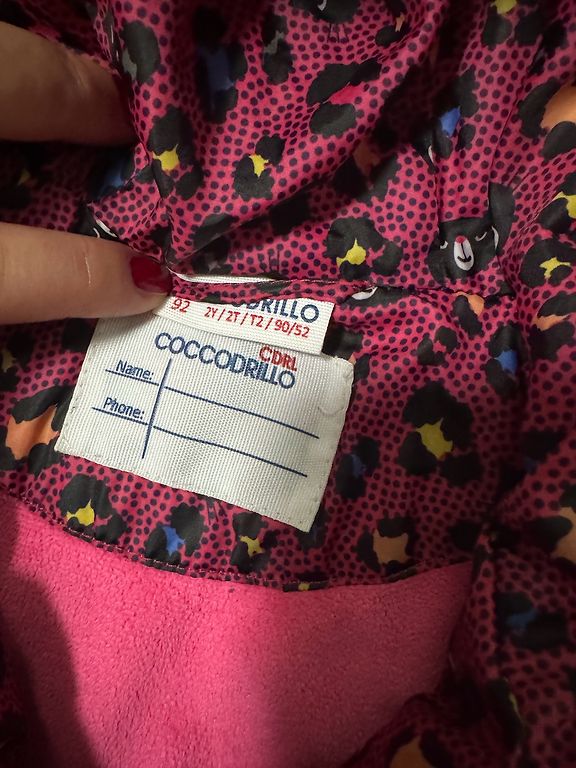 DRILLO
92 2Y / 2T / T2 / 90/52
CDRL
COCCODRILLO
Name:
Phone: